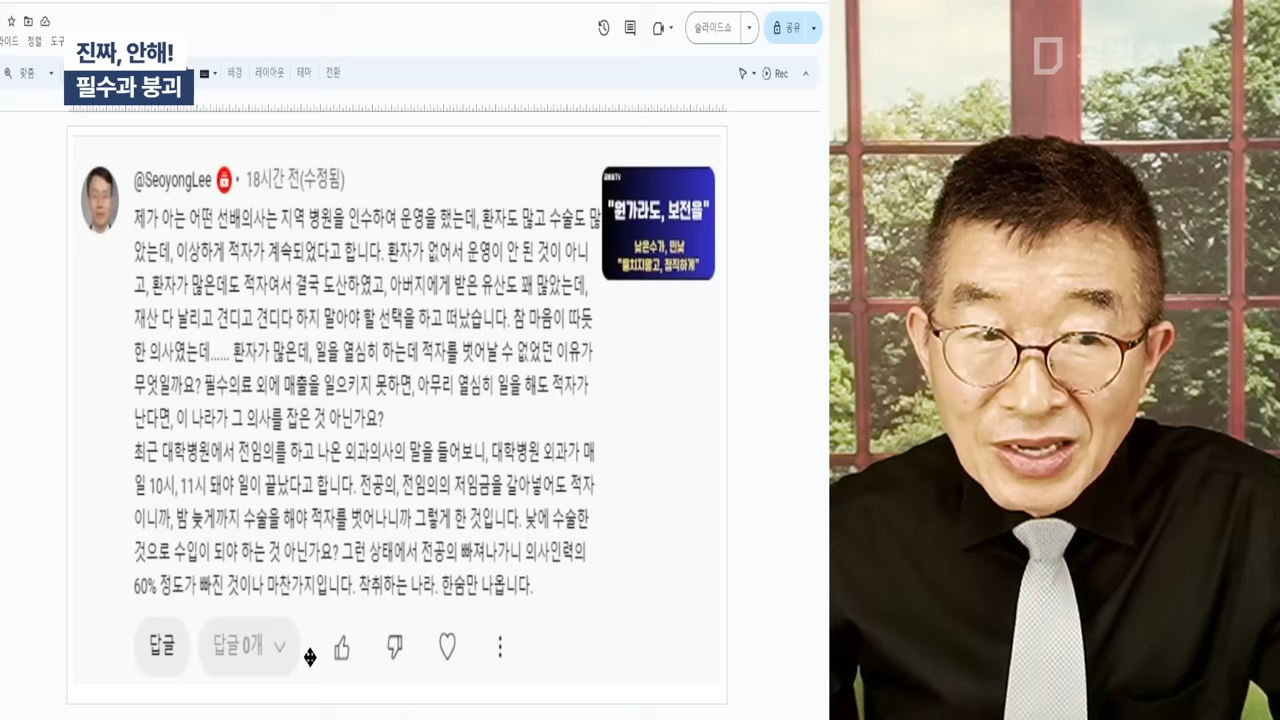 라이드 정렬 도구
진짜, 안해!
필수과 붕괴
맞춤
배경 레이아웃 테마 전환
슬라이드쇼
공유
Rec
@SeoyongLee · 18시간 전(수정됨)
제가 아는 어떤 선배의사는 지역 병원을 인수하여 운영을 했는데, 환자도 많고 수술도 많
았는데, 이상하게 적자가 계속되었다고 합니다. 환자가 없어서 운영이 안 된 것이 아니
고, 환자가 많은데도 적자여서 결국 도산하였고, 아버지에게 받은 유산도 꽤 많았는데,
재산 다 날리고 견디고 견디다 하지 말아야 할 선택을 하고 떠났습니다. 참 마음이 따듯
한 의사였는데...... 환자가 많은데, 일을 열심히 하는데 적자를 벗어날 수 없었던 이유가
무엇일까요? 필수의료 외에 매출을 일으키지 못하면, 아무리 열심히 일을 해도 적자가
난다면, 이 나라가 그 의사를 잡은 것 아닌가요?
최근 대학병원에서 전임의를 하고 나온 외과의사의 말을 들어보니, 대학병원 외과가 매
일 10시, 11시 돼야 일이 끝났다고 합니다. 전공의, 전임의의 저임금을 갈아넣어도 적자
이니까, 밤 늦게까지 수술을 해야 적자를 벗어나니까 그렇게 한 것입니다. 낮에 수술한
것으로 수입이 되야 하는 것 아닌가요? 그런 상태에서 전공의 빠져나가니 의사인력의
60% 정도가 빠진 것이나 마찬가지입니다. 착취하는 나라. 한숨만 나옵니다.
"원가라도, 보전을"
낮은수가, 민낯
"퉁치지말고, 정직하게"
답글
답글 0개